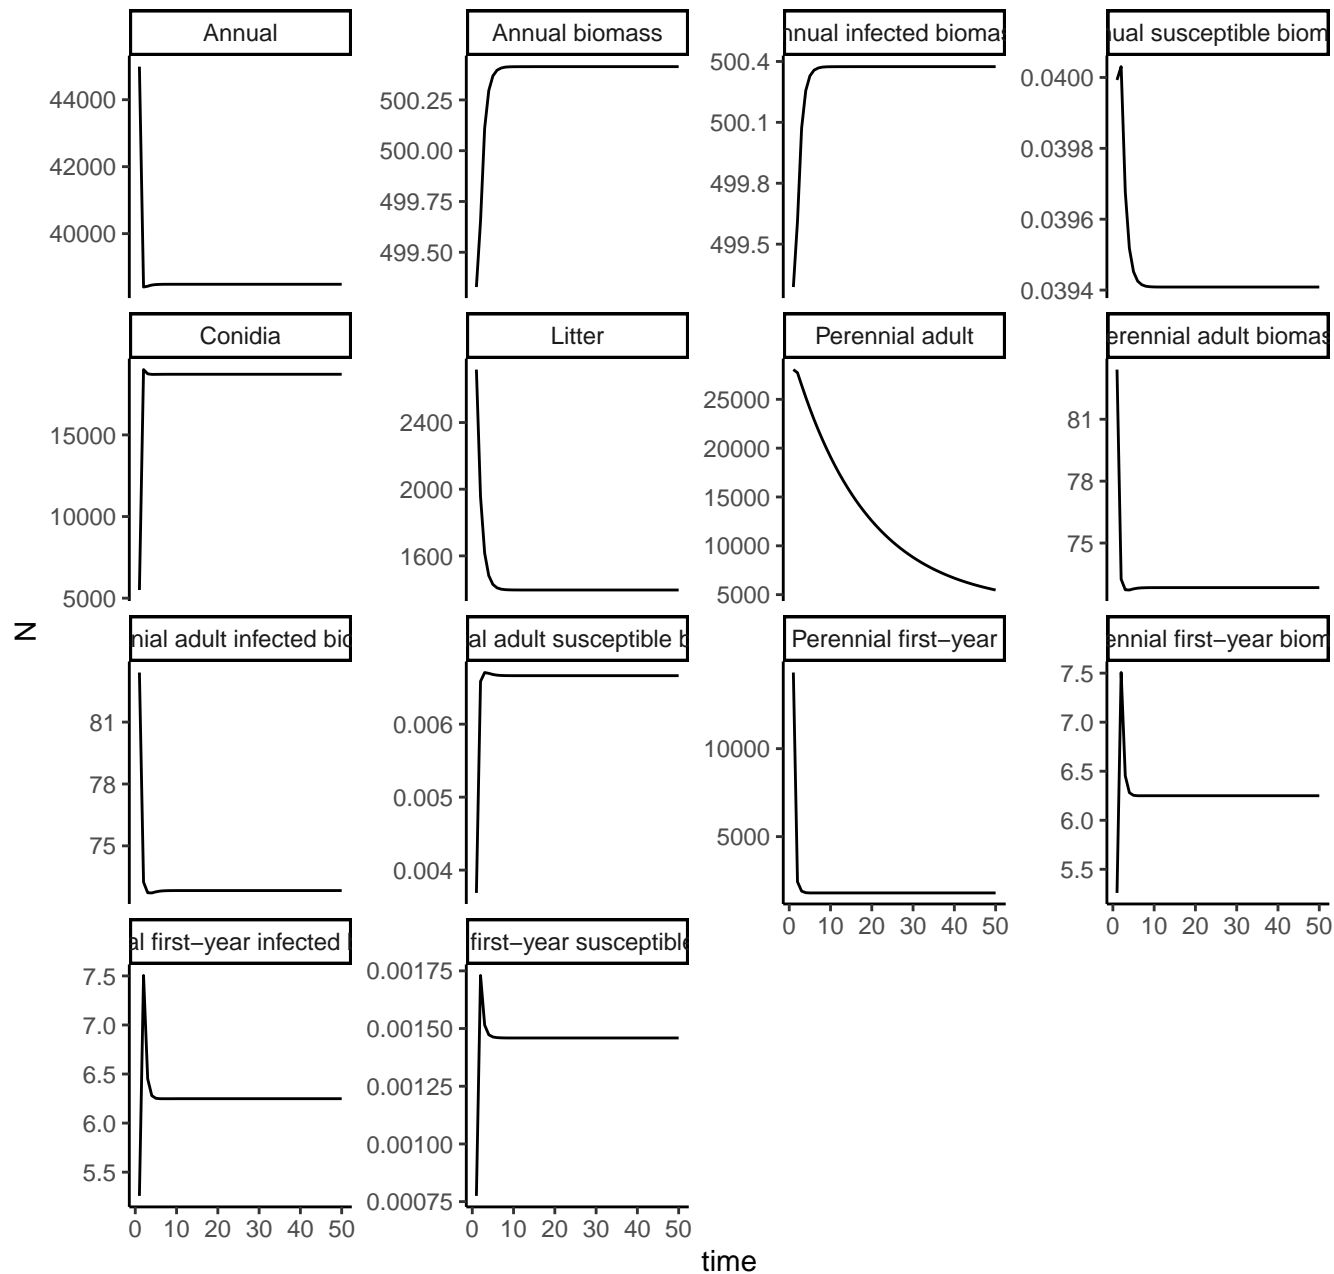 Annual
Annual biomass
nnual infected biomas
ual susceptible biom
44000
42000
40000
500.25
500.00
499.75
499.50
500.4
500.1
499.8
499.5
0.0400
0.0398
0.0396
0.0394
Conidia
Litter
Perennial adult
erennial adult biomas
15000
10000
5000
2400
2000
1600
25000
20000
15000
10000
5000
81
78
75
N
nial adult infected bio
al adult susceptible b
Perennial first−year
ennial first−year biom
81
78
75
0.006
0.005
0.004
10000
5000
0 10 20 30 40 50
7.5
7.0
6.5
6.0
5.5
0 10 20 30 40 50
al first−year infected
first−year susceptible
7.5
7.0
6.5
6.0
5.5
0 10 20 30 40 50
0.00175
0.00150
0.00125
0.00100
0.00075
0 10 20 30 40 50
time